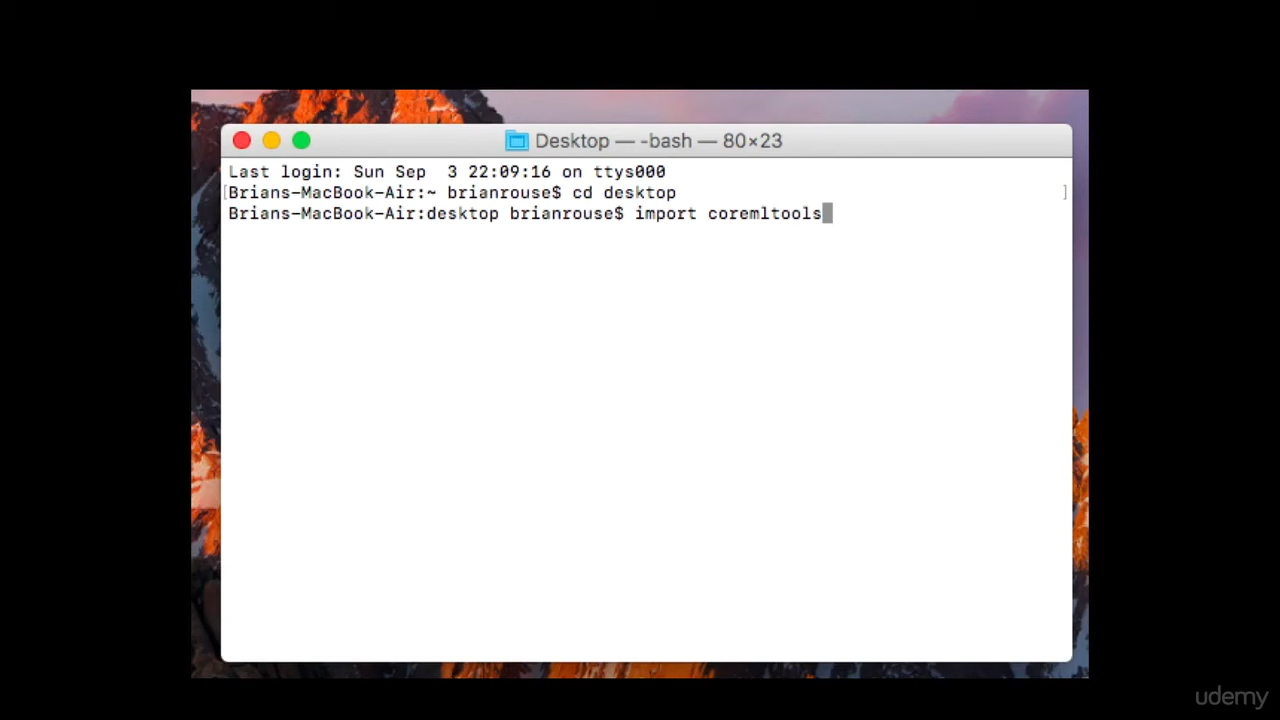 Desktop — -bash — 80×23
Last login: Sun Sep  3 22:09:16 on ttys000
[Brians-MacBook-Air:~ brianrouse$ cd desktop ]
Brians-MacBook-Air:desktop brianrouse$ import coremltools
udemy